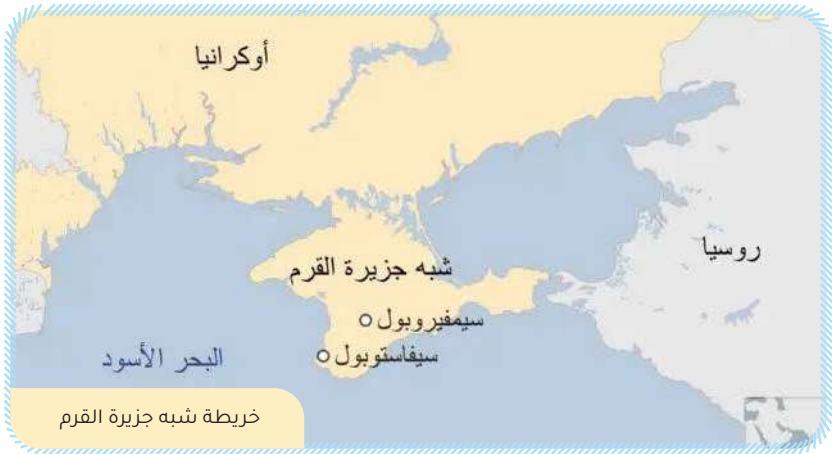 أوكرانيا
روسيا
شبه جزيرة القرم
سيمفيروبول
سيفاستوبول
البحر الأسود
خريطة شبه جزيرة القرم